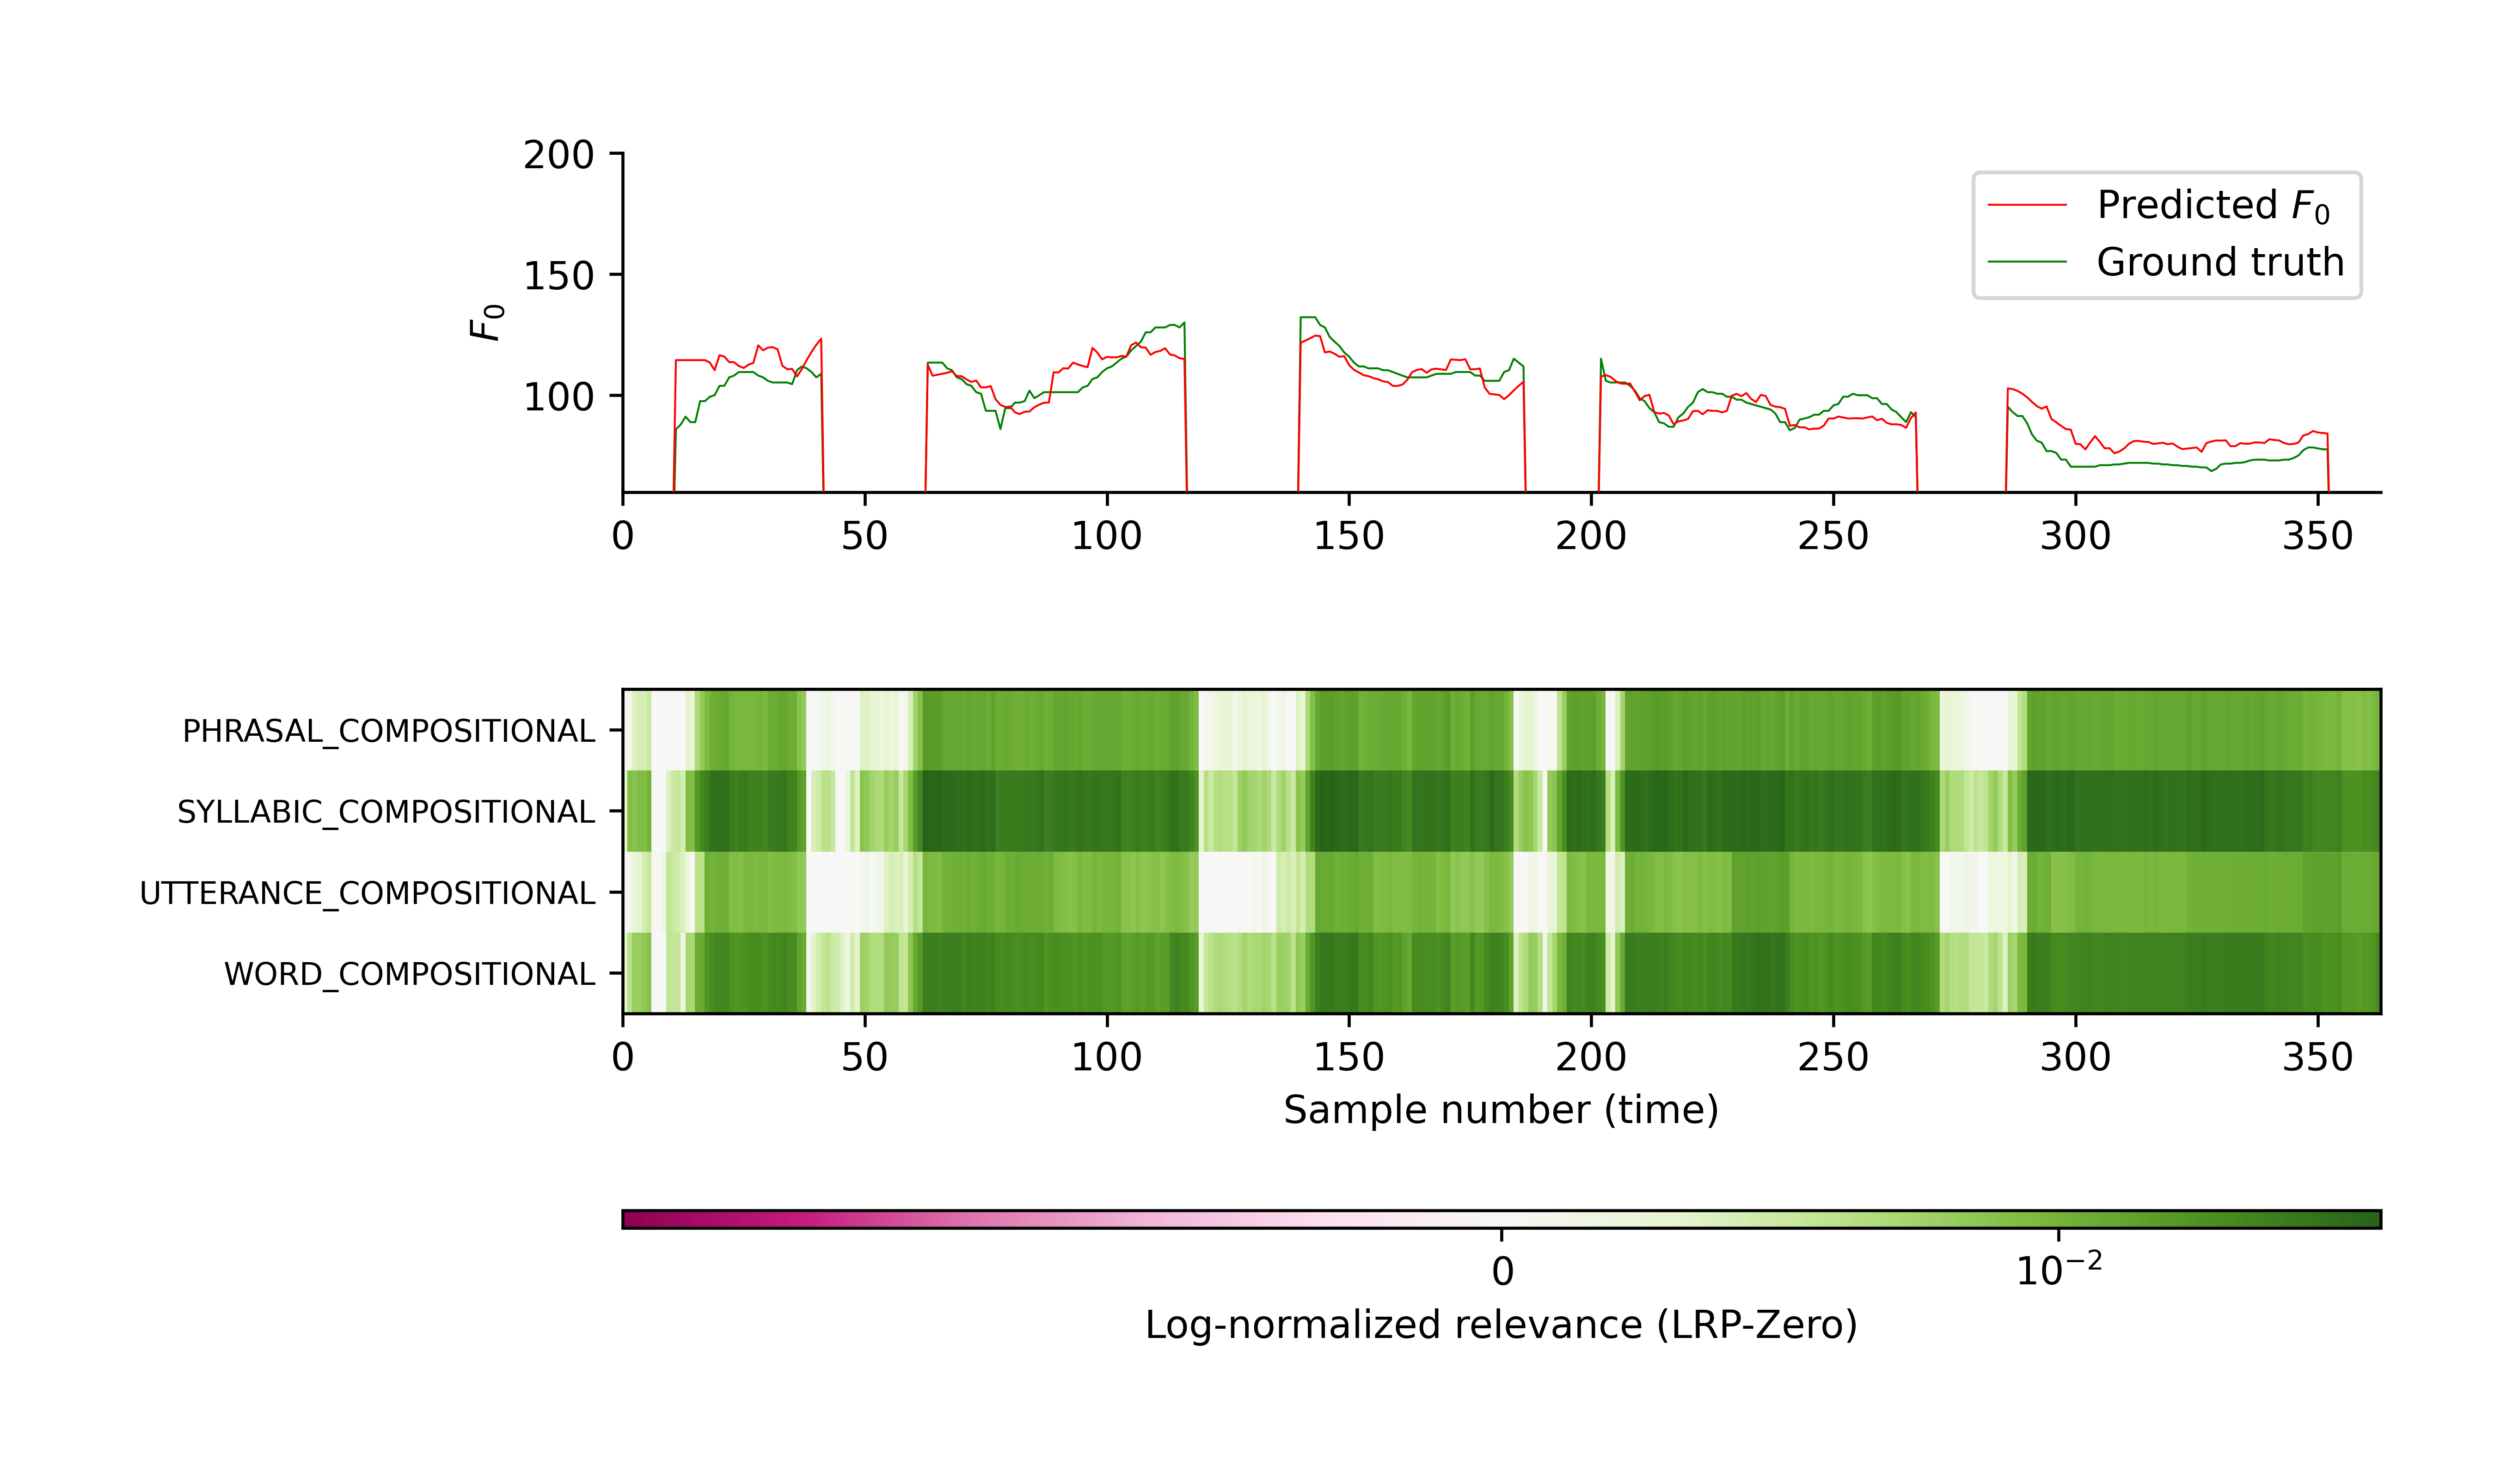 200
150
100
F₀
Predicted F₀
Ground truth
0 50 100 150 200 250 300 350
PHRASAL_COMPOSITIONAL
SYLLABIC_COMPOSITIONAL
UTTERANCE_COMPOSITIONAL
WORD_COMPOSITIONAL
0 50 100 150 200 250 300 350
Sample number (time)
0 10⁻²
Log-normalized relevance (LRP-Zero)